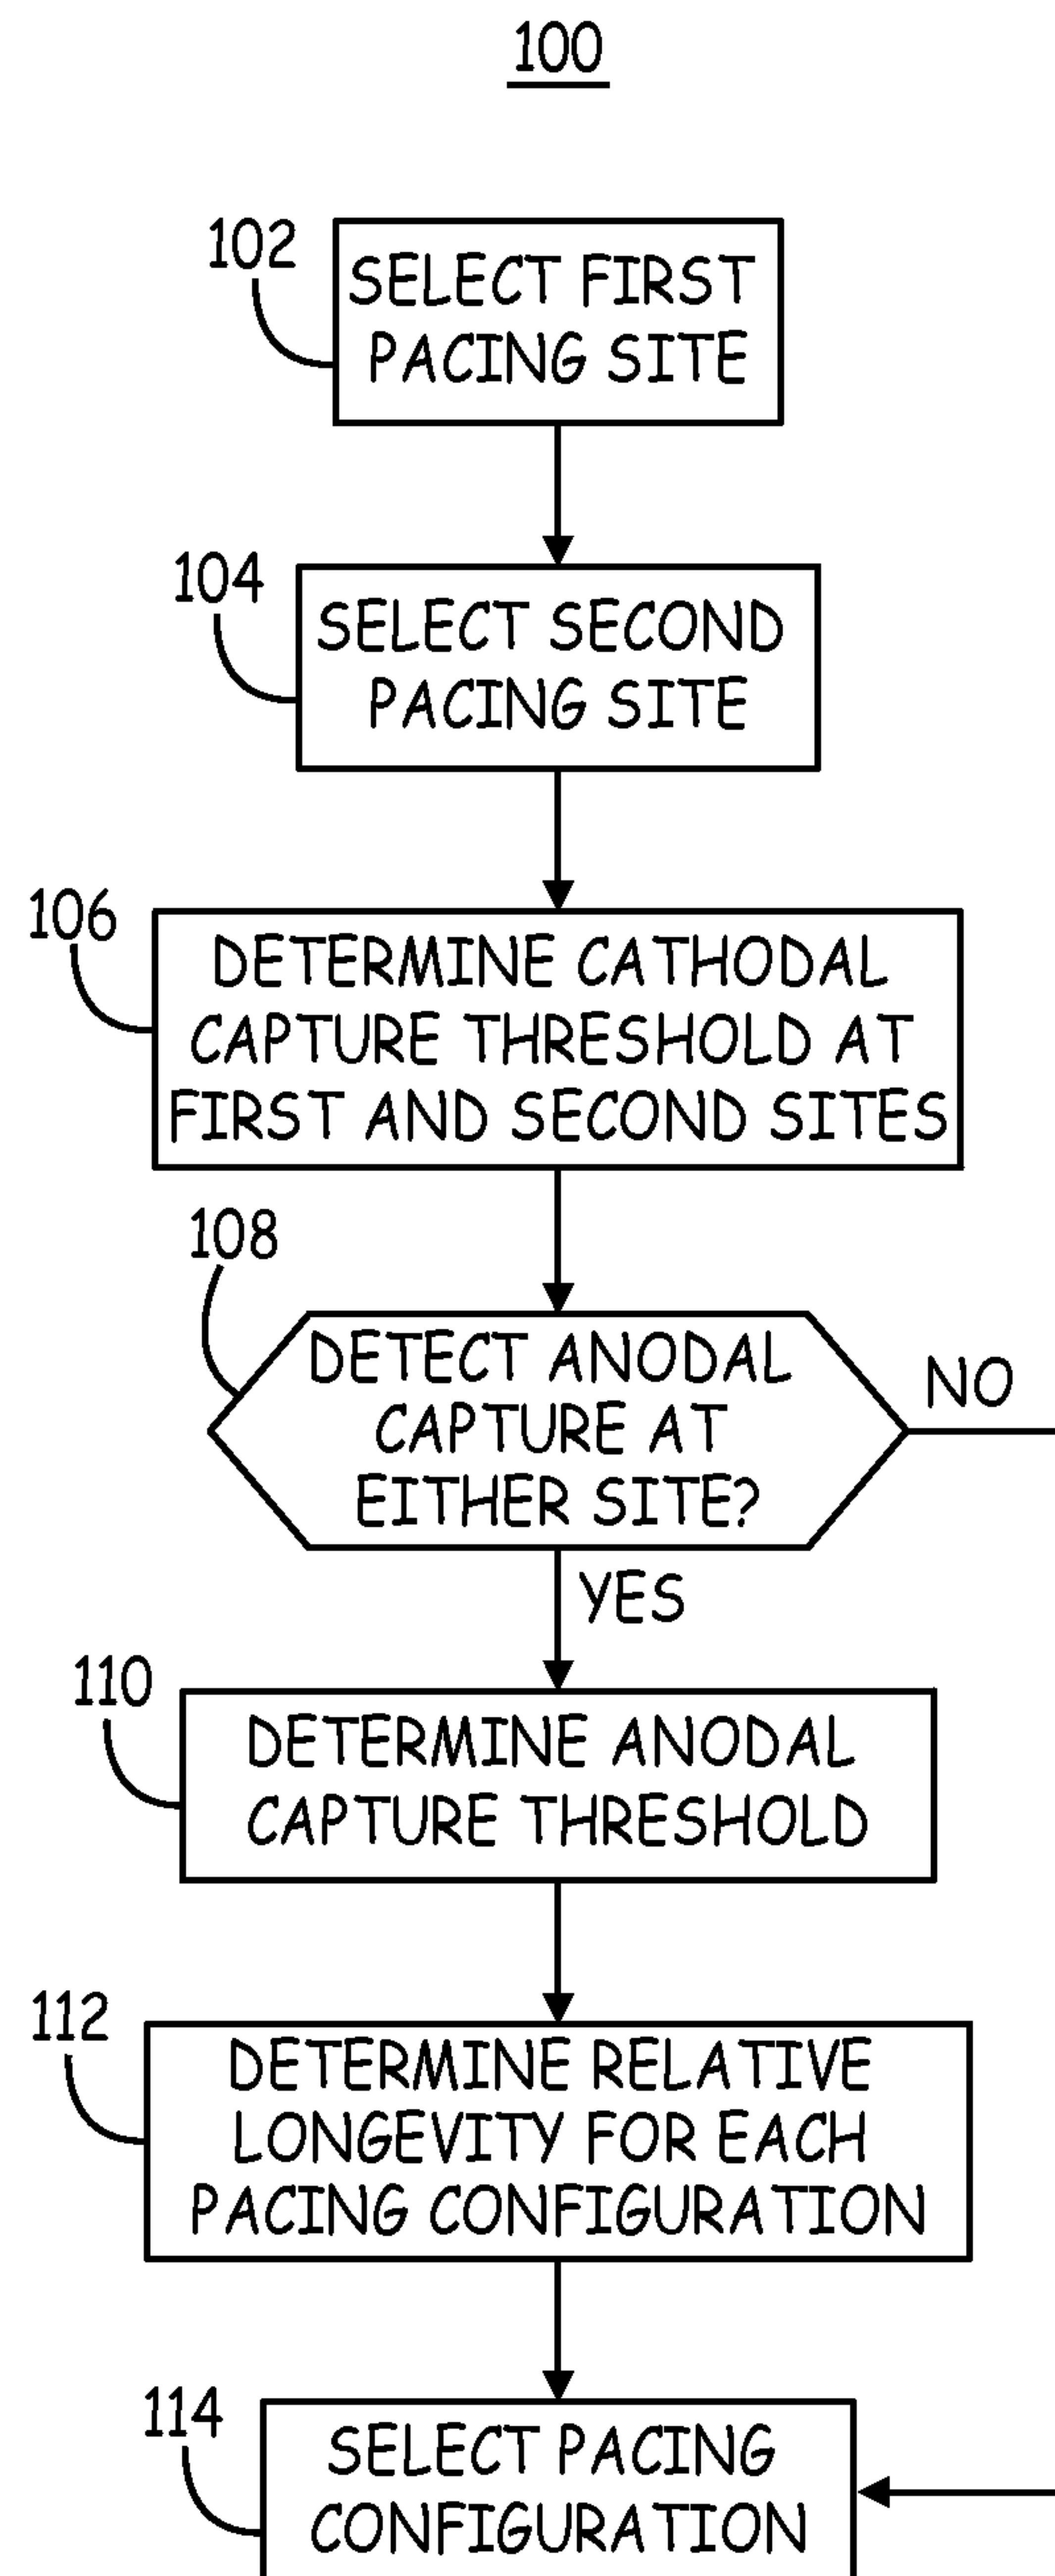 100
102
SELECT FIRST
PACING SITE
104
SELECT SECOND
PACING SITE
106
DETERMINE CATHODAL
CAPTURE THRESHOLD AT
FIRST AND SECOND SITES
108
DETECT ANODAL
CAPTURE AT
EITHER SITE?
NO
YES
110
DETERMINE ANODAL
CAPTURE THRESHOLD
112
DETERMINE RELATIVE
LONGEVITY FOR EACH
PACING CONFIGURATION
114
SELECT PACING
CONFIGURATION